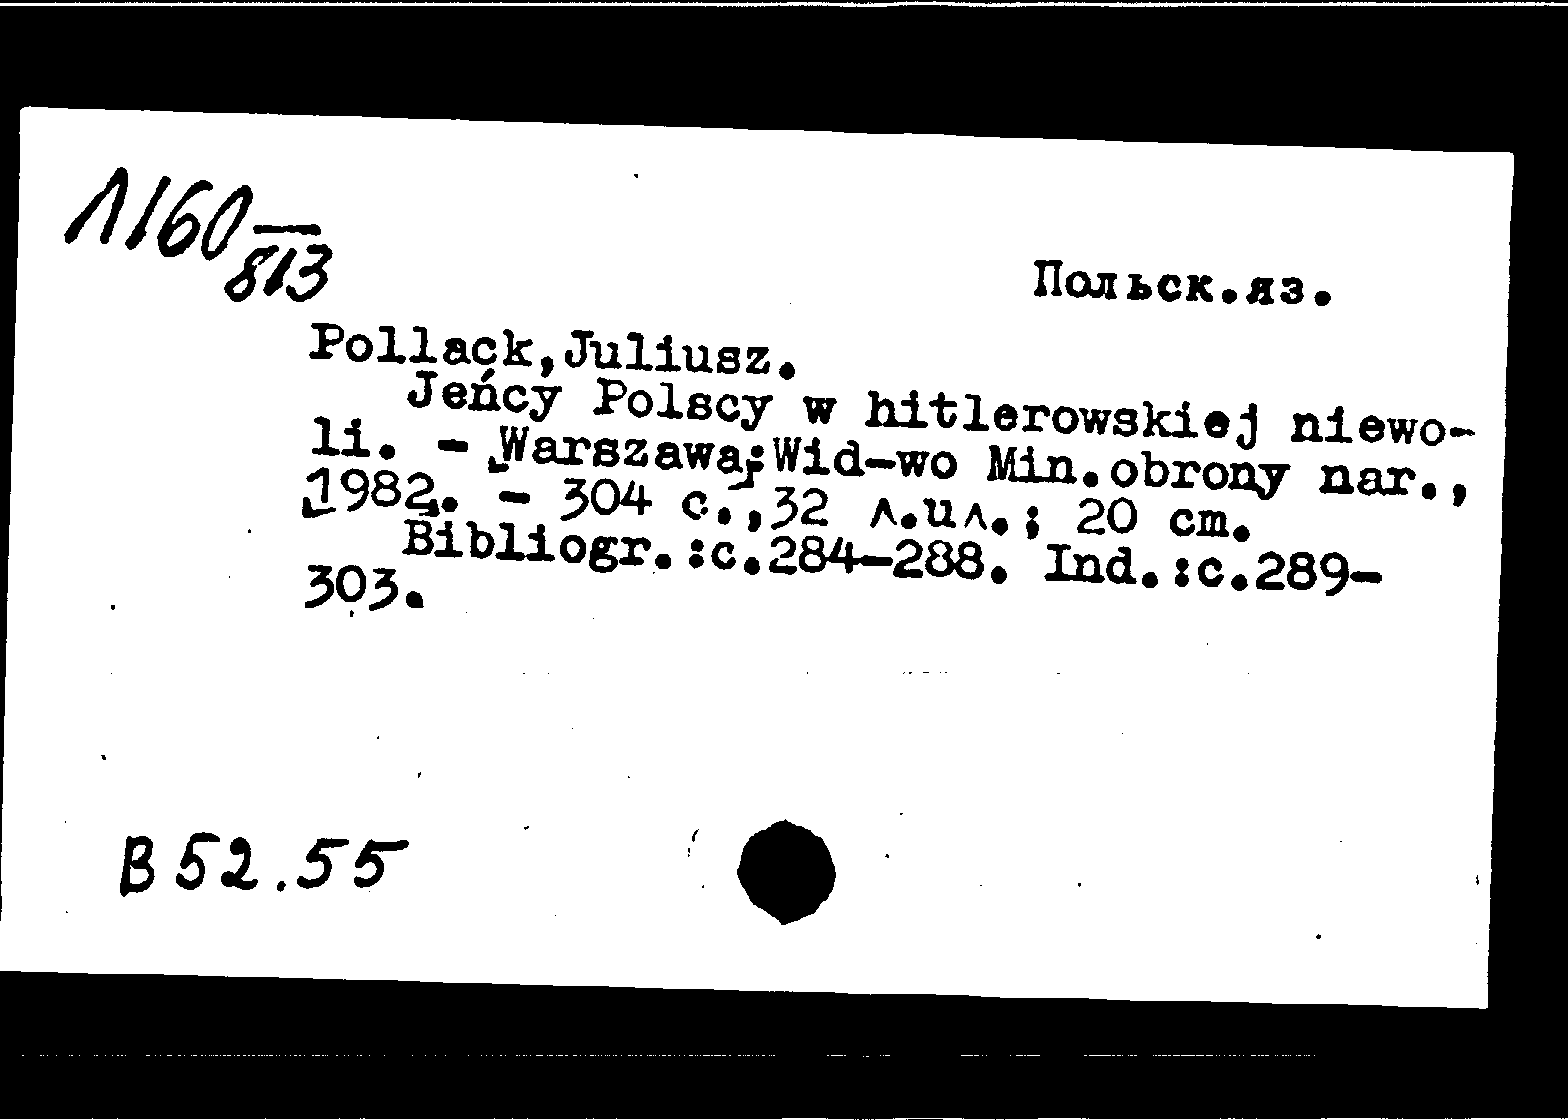 Л160
813
Польск.яз.
Pollack,Juliusz.
Jeńcy Polscy w hitlerowskiej niewo-
li. - Warszawa;Wid-wo Min.obrony nar.,
1982. - 304 с.,32 л.ил.; 20 cm.
Bibliogr.:с.284-288. Ind.:с.289-
303.
В 52.55